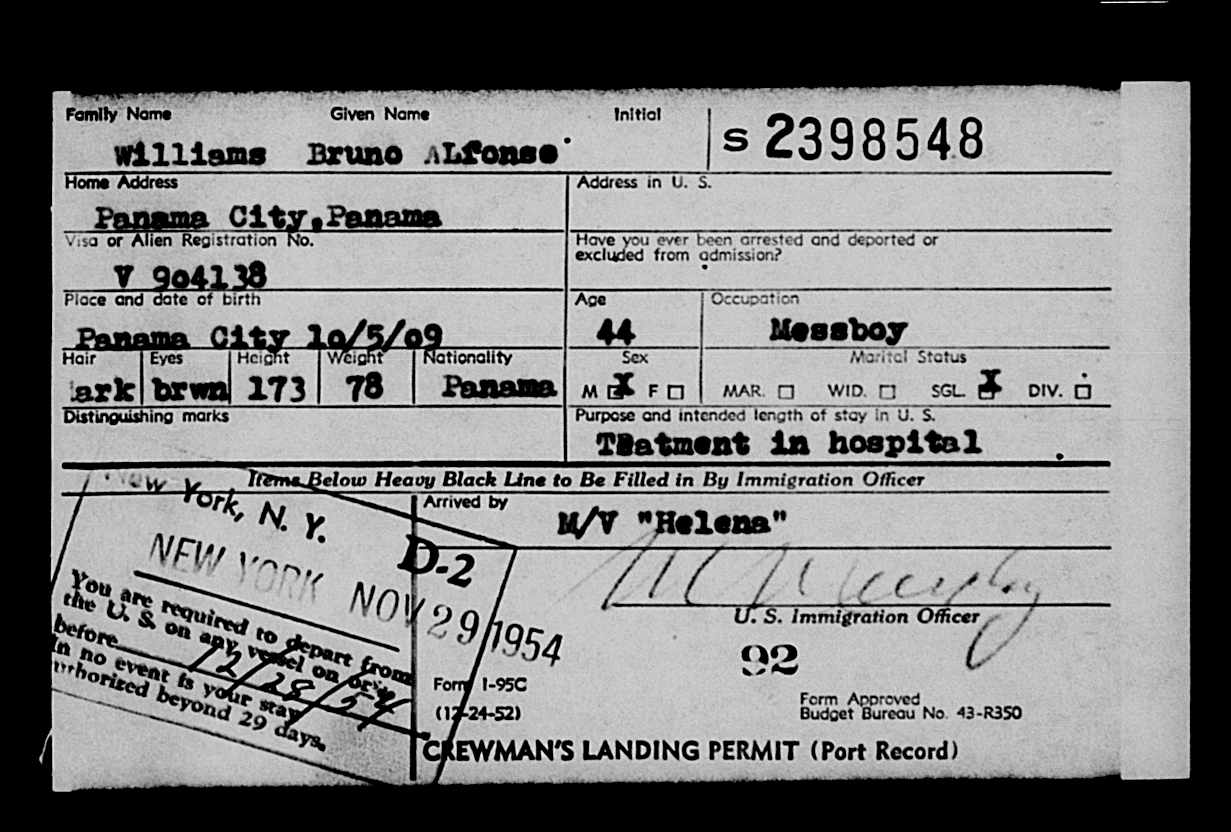 Family Name Given Name Initial
Williams Bruno ALfonse
S 2398548
Home Address
Panama City,Panama
Address in U. S.
Visa or Alien Registration No.
V 904138
Have you ever been arrested and deported or
excluded from admission?
Place and date of birth
Panama City 10/5/09
Age
44
Occupation
Messboy
Hair Eyes Height Weight Nationality
ark brwn 173 78 Panama
Sex
M X F
Marital Status
MAR. WID. SGL. X DIV.
Distinguishing marks
Purpose and intended length of stay in U. S.
TBatment in hospital
Items Below Heavy Black Line to Be Filled in By Immigration Officer
New York, N. Y.
D-2
NEW YORK NOV 29 1954
You are required to depart from
the U. S. on any vessel on or
before 12/28/54
In no event is your stay
authorized beyond 29 days.
Arrived by
M/V "Helena"
U. S. Immigration Officer
92
Form I-95C
(12-24-52)
Form Approved
Budget Bureau No. 43-R350
CREWMAN'S LANDING PERMIT (Port Record)